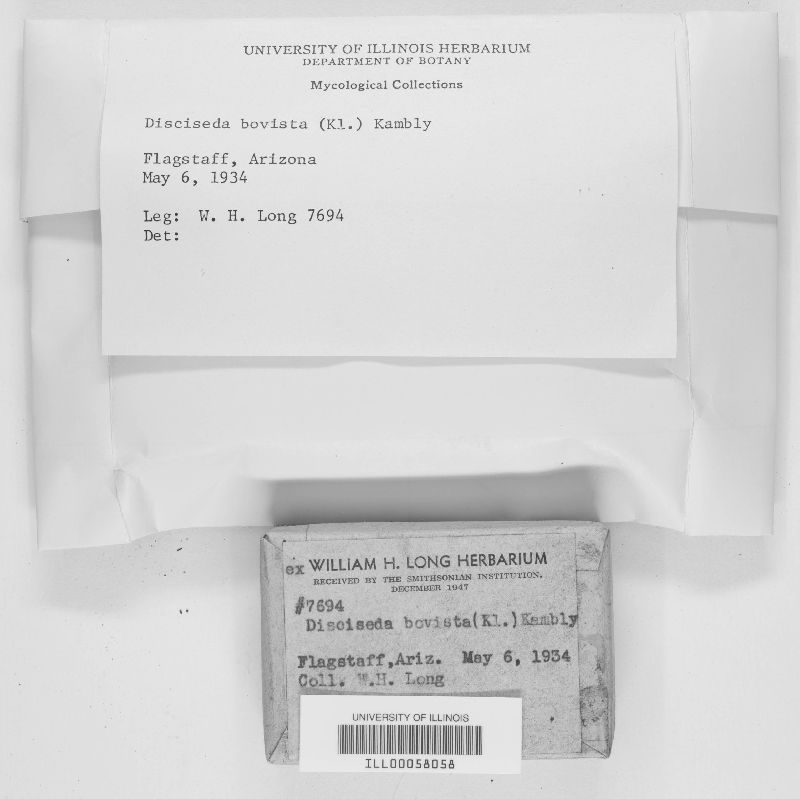 UNIVERSITY OF ILLINOIS HERBARIUM
DEPARTMENT OF BOTANY
Mycological Collections
Disciseda bovista (Kl.) Kambly
Flagstaff, Arizona
May 6, 1934
Leg: W. H. Long 7694
Det:
ex WILLIAM H. LONG HERBARIUM
RECEIVED BY THE SMITHSONIAN INSTITUTION,
DECEMBER 1947
#7694
Disciseda bovista(Kl.)Kambly
Flagstaff,Ariz. May 6, 1934
Coll. W.H. Long
UNIVERSITY OF ILLINOIS
ILL00058058